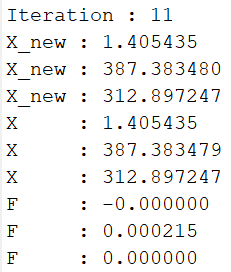 Iteration : 11
X_new : 1.405435
X_new : 387.383480
X_new : 312.897247
X     : 1.405435
X     : 387.383479
X     : 312.897247
F     : -0.000000
F     : 0.000215
F     : 0.000000